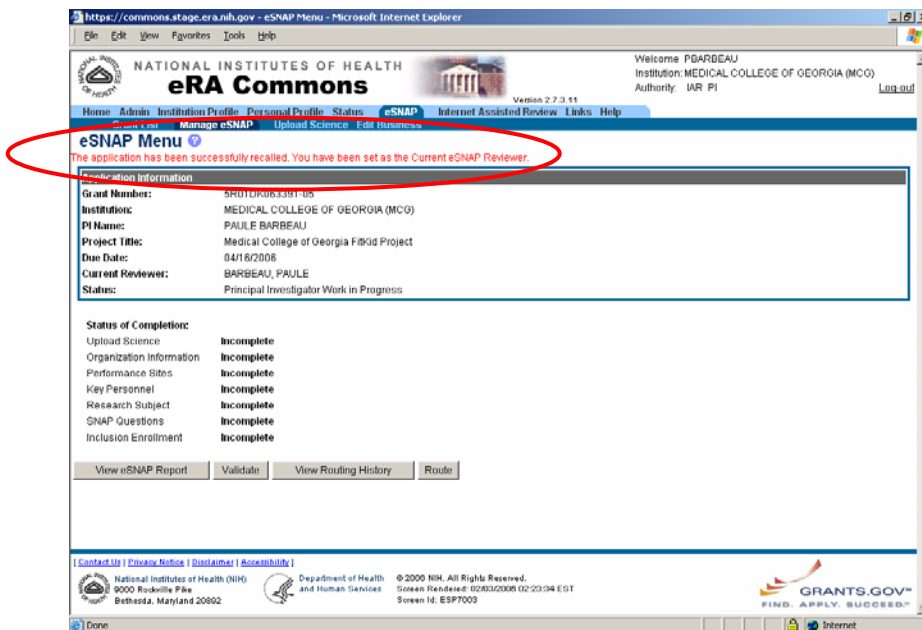 https://commons.stage.era.nih.gov - eSNAP Menu - Microsoft Internet Explorer
File Edit View Favorites Tools Help
NATIONAL INSTITUTES OF HEALTH
eRA Commons
Version 2.7.3.11
Welcome PBARBEAU
Institution: MEDICAL COLLEGE OF GEORGIA (MCG)
Authority: IAR PI
Log-out
Home Admin Institution Profile Personal Profile Status eSNAP Internet Assisted Review Links Help
Grant List Manage eSNAP Upload Science Edit Business
eSNAP Menu ?
The application has been successfully recalled. You have been set as the Current eSNAP Reviewer.
Application Information
Grant Number: 5R01DK063391-05
Institution: MEDICAL COLLEGE OF GEORGIA (MCG)
PI Name: PAULE BARBEAU
Project Title: Medical College of Georgia FitKid Project
Due Date: 04/16/2006
Current Reviewer: BARBEAU, PAULE
Status: Principal Investigator Work in Progress
Status of Completion:
Upload Science Incomplete
Organization Information Incomplete
Performance Sites Incomplete
Key Personnel Incomplete
Research Subject Incomplete
SNAP Questions Incomplete
Inclusion Enrollment Incomplete
View eSNAP Report Validate View Routing History Route
[ Contact Us | Privacy Notice | Disclaimer | Accessibility ]
National Institutes of Health (NIH)
9000 Rockville Pike
Bethesda, Maryland 20892
Department of Health
and Human Services
© 2006 NIH. All Rights Reserved.
Screen Rendered: 02/03/2006 02:23:34 EST
Screen Id: ESP7003
GRANTS.GOV℠
FIND. APPLY. SUCCEED.℠
Done
Internet